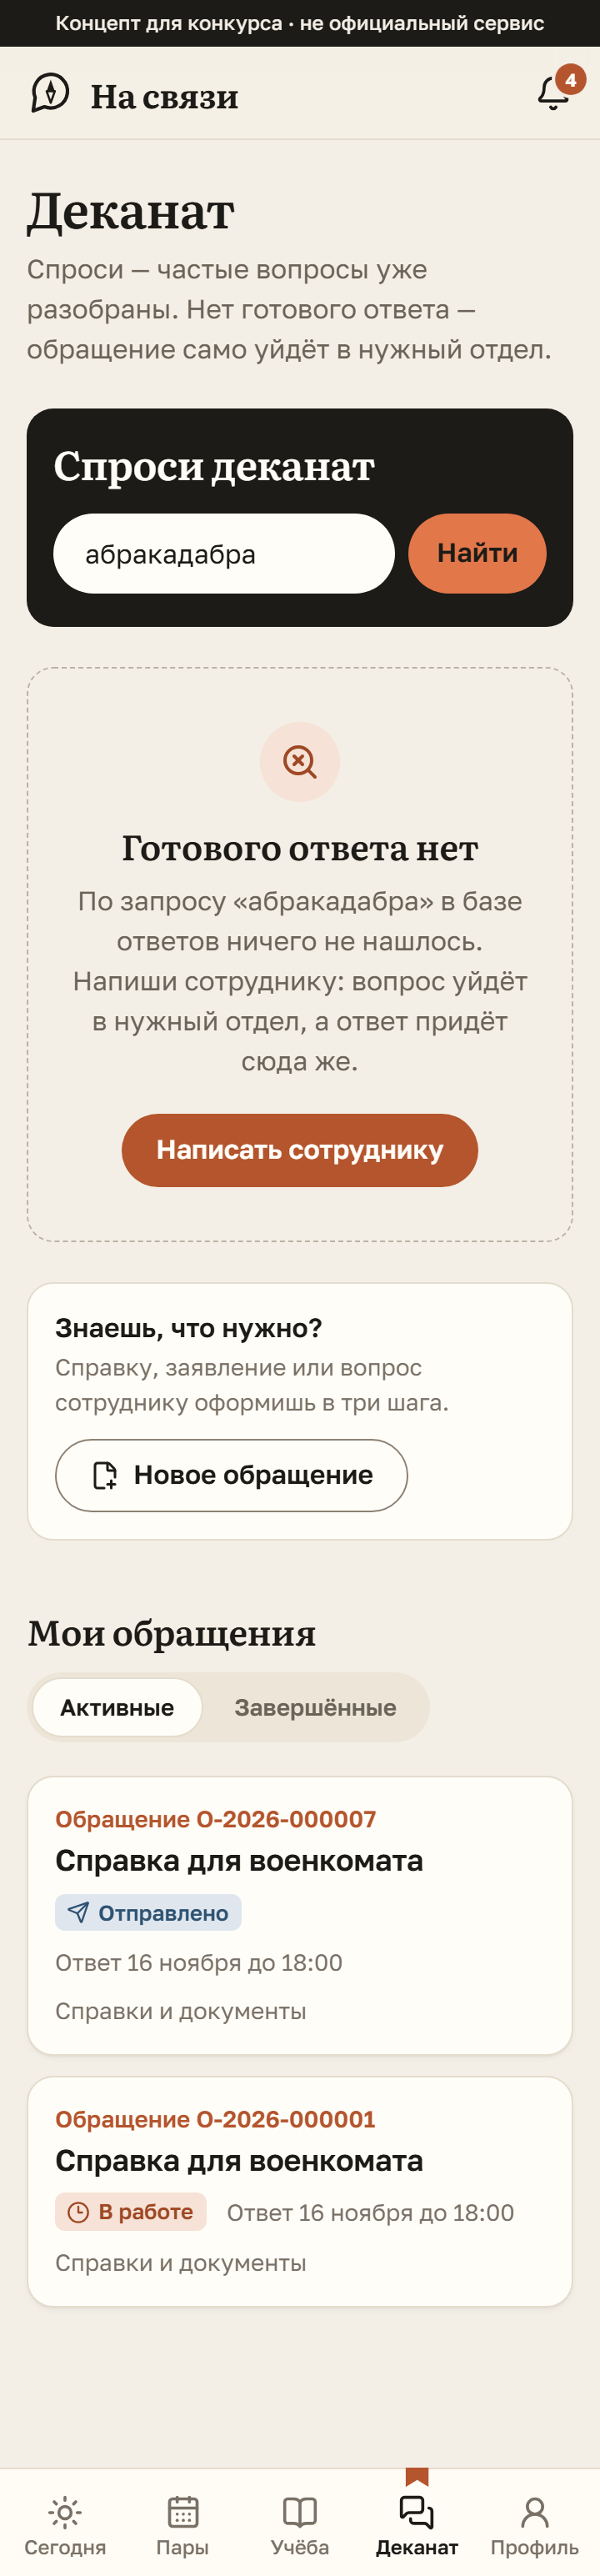 Концепт для конкурса · не официальный сервис
На связи
4
Деканат
Спроси — частые вопросы уже
разобраны. Нет готового ответа —
обращение само уйдёт в нужный отдел.
Спроси деканат
абракадабра
Найти
Готового ответа нет
По запросу «абракадабра» в базе
ответов ничего не нашлось.
Напиши сотруднику: вопрос уйдёт
в нужный отдел, а ответ придёт
сюда же.
Написать сотруднику
Знаешь, что нужно?
Справку, заявление или вопрос
сотруднику оформишь в три шага.
Новое обращение
Мои обращения
Активные Завершённые
Обращение О-2026-000007
Справка для военкомата
Отправлено
Ответ 16 ноября до 18:00
Справки и документы
Обращение О-2026-000001
Справка для военкомата
В работе Ответ 16 ноября до 18:00
Справки и документы
Сегодня Пары Учёба Деканат Профиль